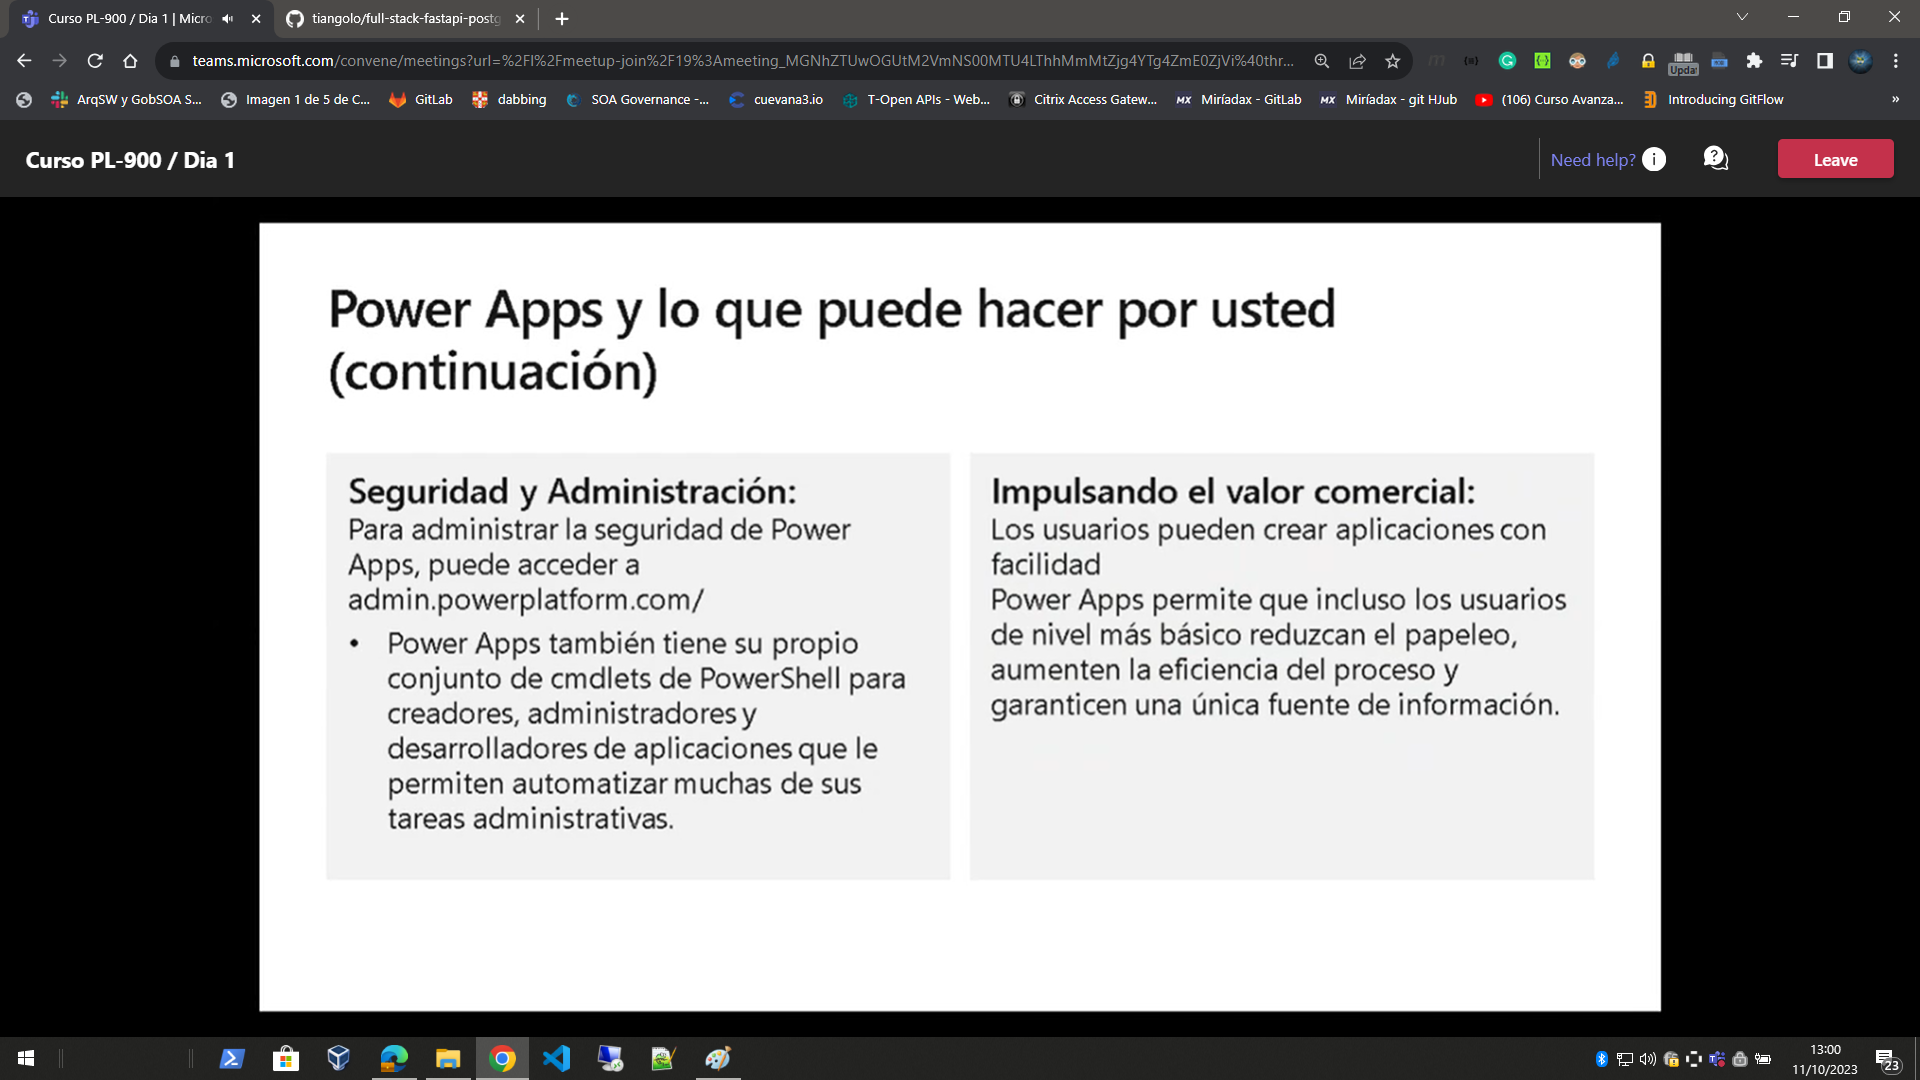 Curso PL-900 / Dia 1 | Micro
tiangolo/full-stack-fastapi-postg
teams.microsoft.com/convene/meetings?url=%2Fl%2Fmeetup-join%2F19%3Ameeting_MGNhZTUwOGUtM2VmNS00MTU4LThhMmMtZjg4YTg4ZmE0ZjVi%40thr...
Upda
ArqSW y GobSOA S...
Imagen 1 de 5 de C...
GitLab
dabbing
SOA Governance -...
cuevana3.io
T-Open APIs - Web...
Citrix Access Gatew...
Miríadax - GitLab
Miríadax - git HJub
(106) Curso Avanza...
Introducing GitFlow
»
Curso PL-900 / Dia 1
Need help?
Leave
Power Apps y lo que puede hacer por usted
(continuación)
Seguridad y Administración:
Para administrar la seguridad de Power
Apps, puede acceder a
admin.powerplatform.com/
• Power Apps también tiene su propio
conjunto de cmdlets de PowerShell para
creadores, administradores y
desarrolladores de aplicaciones que le
permiten automatizar muchas de sus
tareas administrativas.
Impulsando el valor comercial:
Los usuarios pueden crear aplicaciones con
facilidad
Power Apps permite que incluso los usuarios
de nivel más básico reduzcan el papeleo,
aumenten la eficiencia del proceso y
garanticen una única fuente de información.
13:00
11/10/2023
23